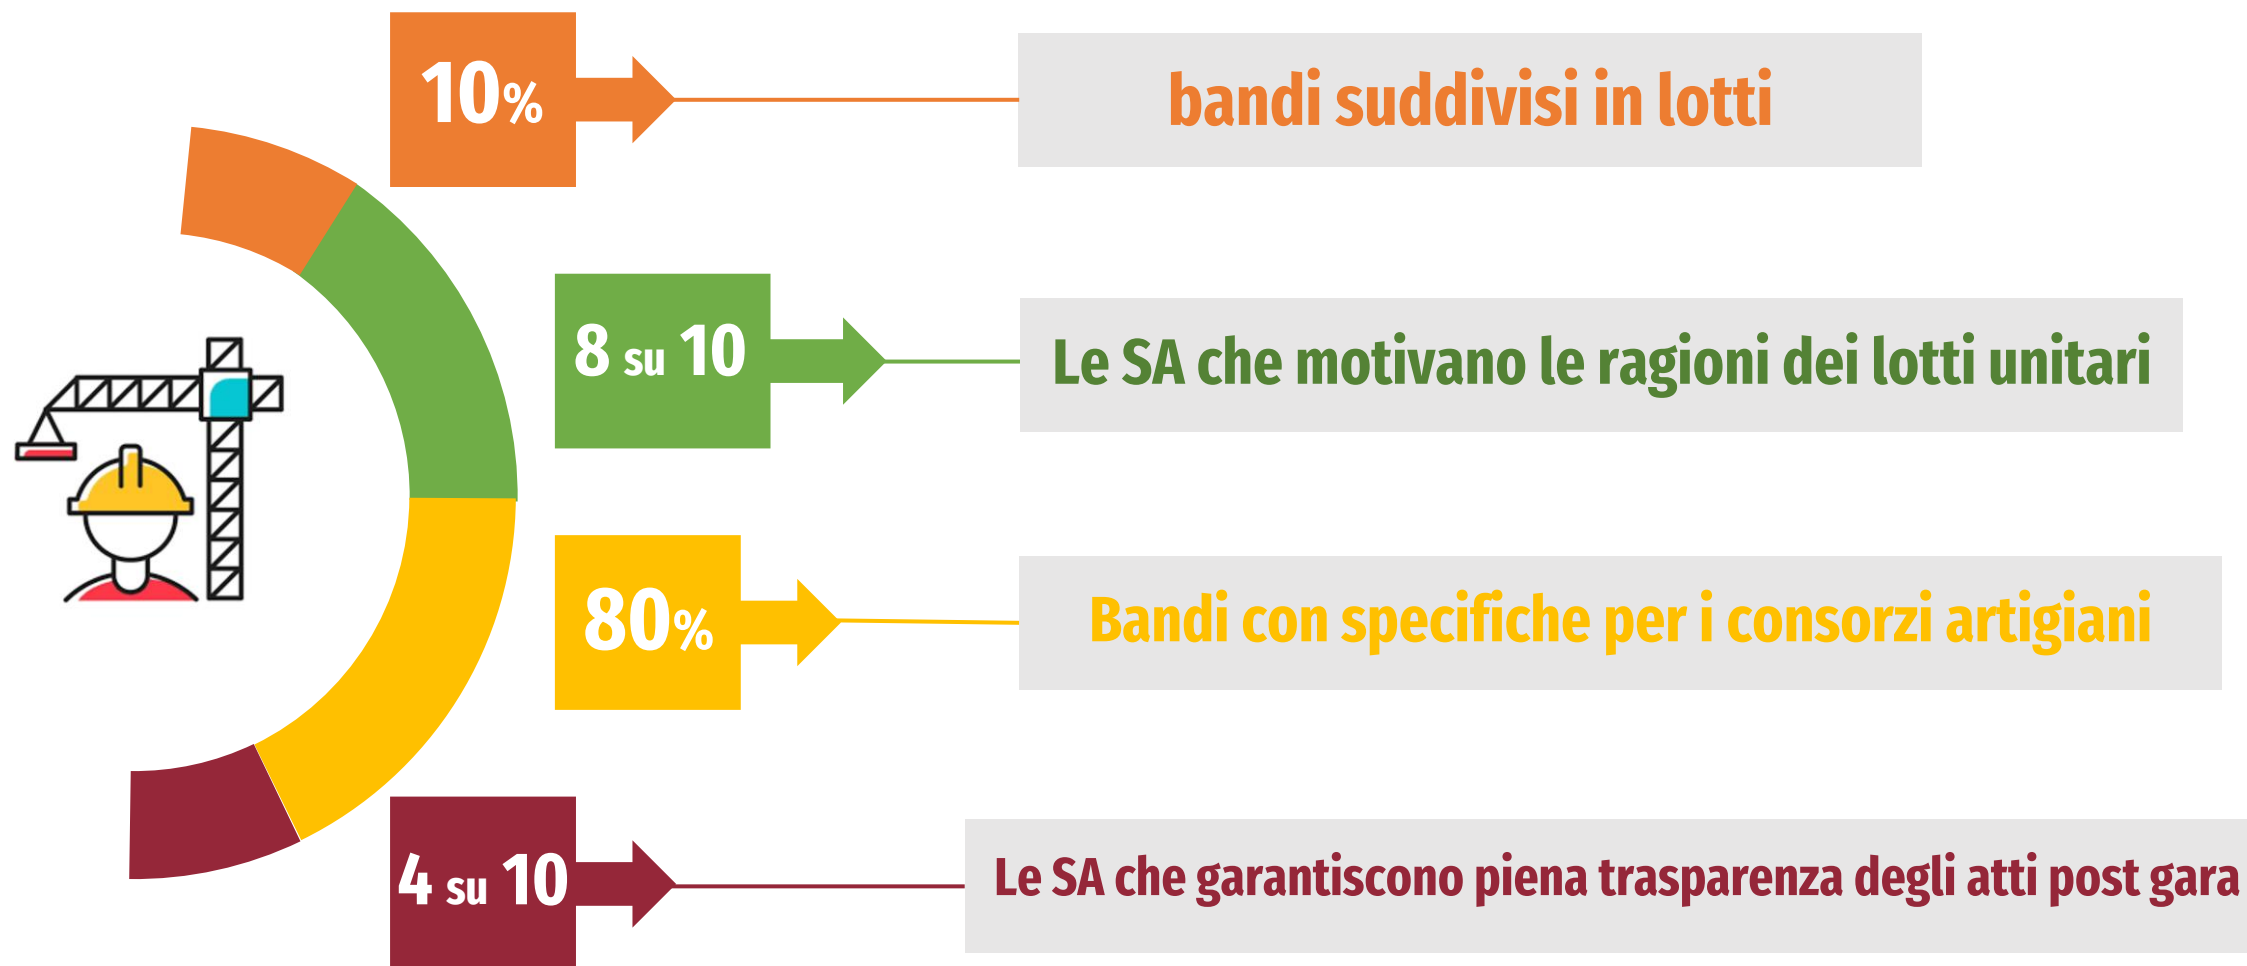 10%
bandi suddivisi in lotti
8 su 10
Le SA che motivano le ragioni dei lotti unitari
80%
Bandi con specifiche per i consorzi artigiani
4 su 10
Le SA che garantiscono piena trasparenza degli atti post gara